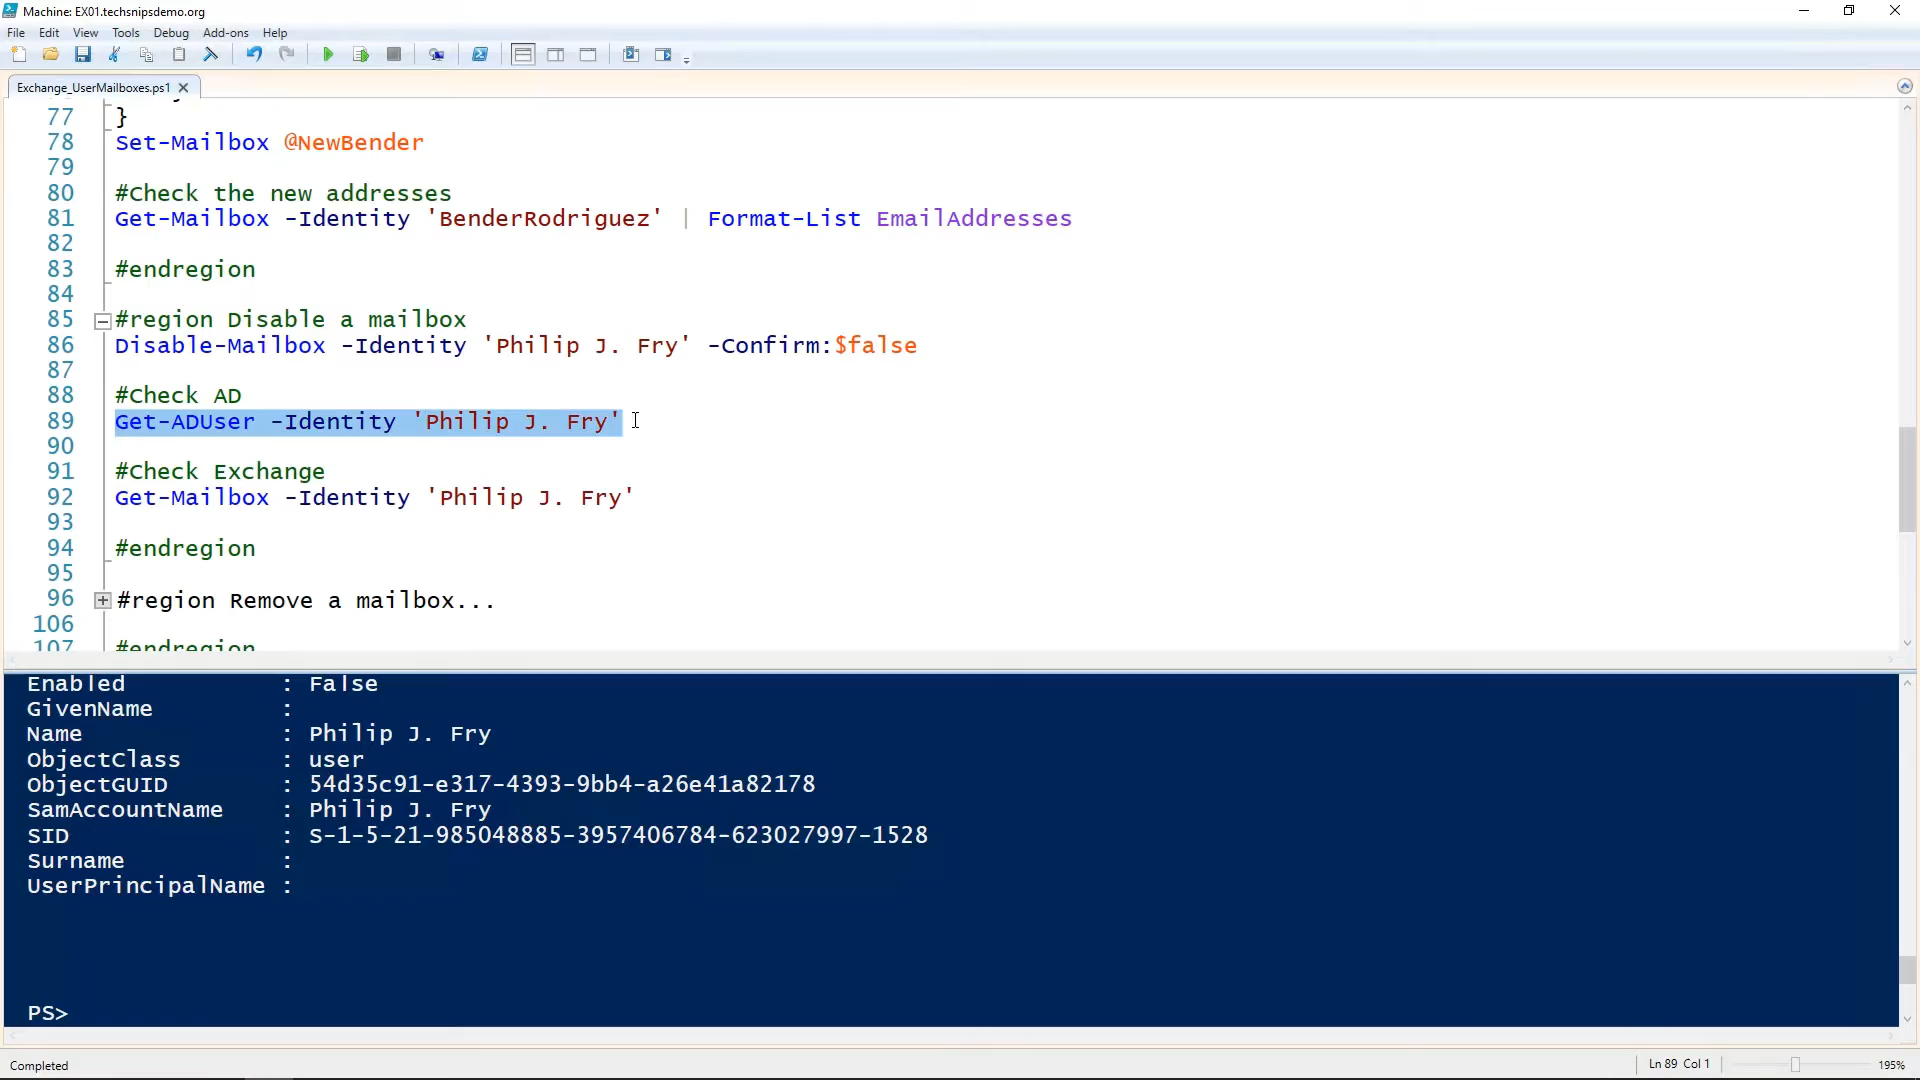 Machine: EX01.techsnipsdemo.org
File Edit View Tools Debug Add-ons Help
Exchange_UserMailboxes.ps1
77 }
78 Set-Mailbox @NewBender
79
80 #Check the new addresses
81 Get-Mailbox -Identity 'BenderRodriguez' | Format-List EmailAddresses
82
83 #endregion
84
85 #region Disable a mailbox
86 Disable-Mailbox -Identity 'Philip J. Fry' -Confirm:$false
87
88 #Check AD
89 Get-ADUser -Identity 'Philip J. Fry'
90
91 #Check Exchange
92 Get-Mailbox -Identity 'Philip J. Fry'
93
94 #endregion
95
96 #region Remove a mailbox...
106
107 #endregion
Enabled : False
GivenName :
Name : Philip J. Fry
ObjectClass : user
ObjectGUID : 54d35c91-e317-4393-9bb4-a26e41a82178
SamAccountName : Philip J. Fry
SID : S-1-5-21-985048885-3957406784-623027997-1528
Surname :
UserPrincipalName :
PS>
Completed
Ln 89 Col 1
195%